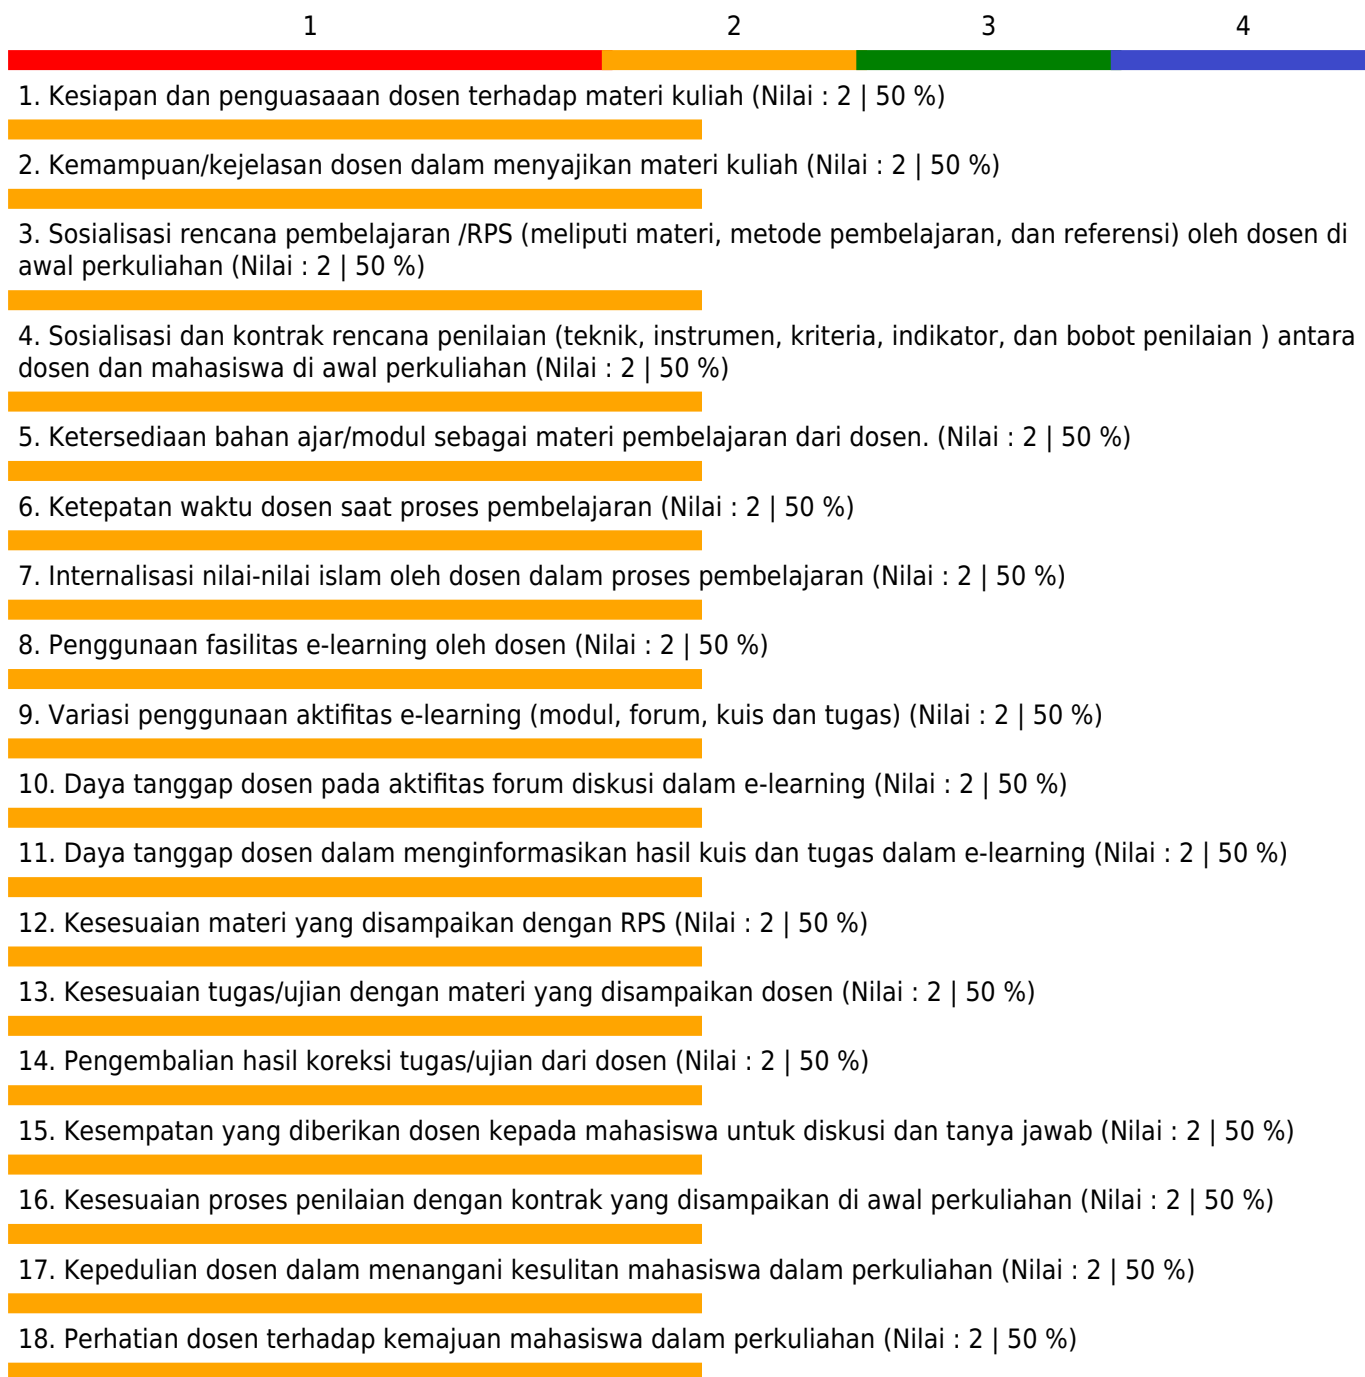 1 2 3 4
1. Kesiapan dan penguasaaan dosen terhadap materi kuliah (Nilai : 2 | 50 %)
2. Kemampuan/kejelasan dosen dalam menyajikan materi kuliah (Nilai : 2 | 50 %)
3. Sosialisasi rencana pembelajaran /RPS (meliputi materi, metode pembelajaran, dan referensi) oleh dosen di
awal perkuliahan (Nilai : 2 | 50 %)
4. Sosialisasi dan kontrak rencana penilaian (teknik, instrumen, kriteria, indikator, dan bobot penilaian ) antara
dosen dan mahasiswa di awal perkuliahan (Nilai : 2 | 50 %)
5. Ketersediaan bahan ajar/modul sebagai materi pembelajaran dari dosen. (Nilai : 2 | 50 %)
6. Ketepatan waktu dosen saat proses pembelajaran (Nilai : 2 | 50 %)
7. Internalisasi nilai-nilai islam oleh dosen dalam proses pembelajaran (Nilai : 2 | 50 %)
8. Penggunaan fasilitas e-learning oleh dosen (Nilai : 2 | 50 %)
9. Variasi penggunaan aktifitas e-learning (modul, forum, kuis dan tugas) (Nilai : 2 | 50 %)
10. Daya tanggap dosen pada aktifitas forum diskusi dalam e-learning (Nilai : 2 | 50 %)
11. Daya tanggap dosen dalam menginformasikan hasil kuis dan tugas dalam e-learning (Nilai : 2 | 50 %)
12. Kesesuaian materi yang disampaikan dengan RPS (Nilai : 2 | 50 %)
13. Kesesuaian tugas/ujian dengan materi yang disampaikan dosen (Nilai : 2 | 50 %)
14. Pengembalian hasil koreksi tugas/ujian dari dosen (Nilai : 2 | 50 %)
15. Kesempatan yang diberikan dosen kepada mahasiswa untuk diskusi dan tanya jawab (Nilai : 2 | 50 %)
16. Kesesuaian proses penilaian dengan kontrak yang disampaikan di awal perkuliahan (Nilai : 2 | 50 %)
17. Kepedulian dosen dalam menangani kesulitan mahasiswa dalam perkuliahan (Nilai : 2 | 50 %)
18. Perhatian dosen terhadap kemajuan mahasiswa dalam perkuliahan (Nilai : 2 | 50 %)